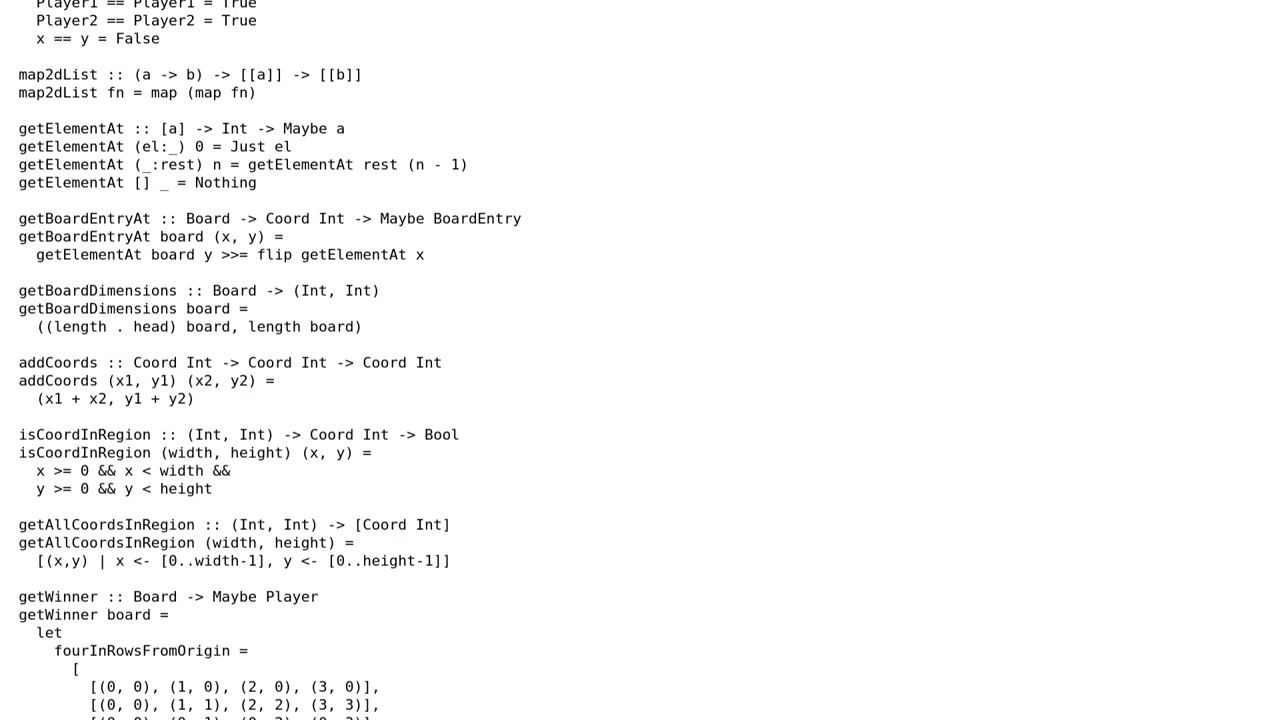 Player1 == Player1 = True
Player2 == Player2 = True
x == y = False
map2dList :: (a -> b) -> [[a]] -> [[b]]
map2dList fn = map (map fn)
getElementAt :: [a] -> Int -> Maybe a
getElementAt (el:_) 0 = Just el
getElementAt (_:rest) n = getElementAt rest (n - 1)
getElementAt [] _ = Nothing
getBoardEntryAt :: Board -> Coord Int -> Maybe BoardEntry
getBoardEntryAt board (x, y) =
getElementAt board y >>= flip getElementAt x
getBoardDimensions :: Board -> (Int, Int)
getBoardDimensions board =
((length . head) board, length board)
addCoords :: Coord Int -> Coord Int -> Coord Int
addCoords (x1, y1) (x2, y2) =
(x1 + x2, y1 + y2)
isCoordInRegion :: (Int, Int) -> Coord Int -> Bool
isCoordInRegion (width, height) (x, y) =
x >= 0 && x < width &&
y >= 0 && y < height
getAllCoordsInRegion :: (Int, Int) -> [Coord Int]
getAllCoordsInRegion (width, height) =
[(x,y) | x <- [0..width-1], y <- [0..height-1]]
getWinner :: Board -> Maybe Player
getWinner board =
let
fourInRowsFromOrigin =
[
[(0, 0), (1, 0), (2, 0), (3, 0)],
[(0, 0), (1, 1), (2, 2), (3, 3)],